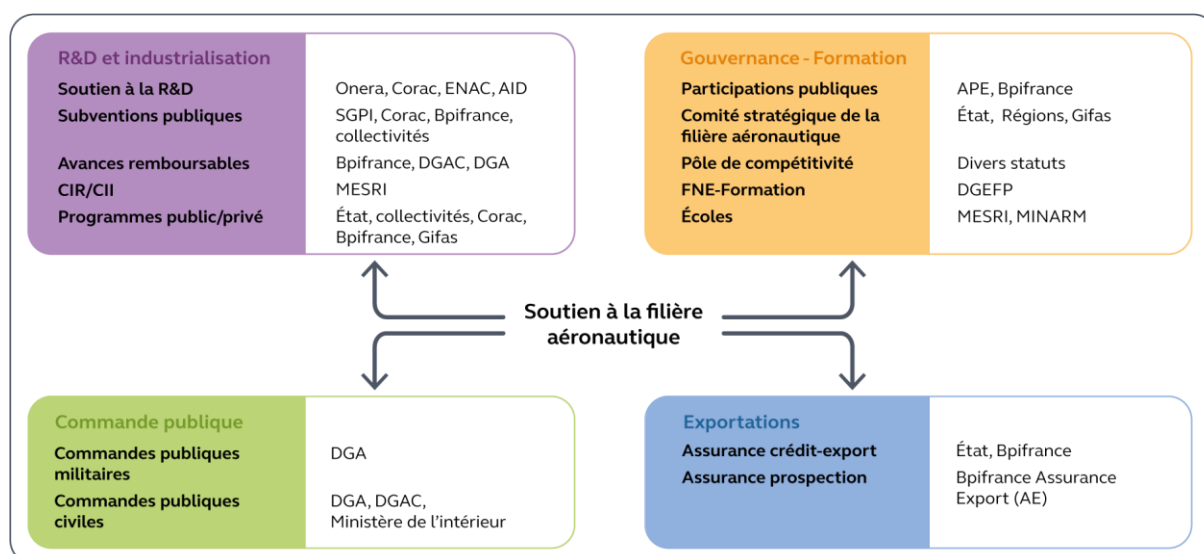 R&D et industrialisation
Soutien à la R&D Onera, Corac, ENAC, AID
Subventions publiques SGPI, Corac, Bpifrance,
collectivités
Avances remboursables Bpifrance, DGAC, DGA
CIR/CII MESRI
Programmes public/privé État, collectivités, Corac,
Bpifrance, Gifas
Gouvernance - Formation
Participations publiques APE, Bpifrance
Comité stratégique de la État, Régions, Gifas
filière aéronautique
Pôle de compétitivité Divers statuts
FNE-Formation DGEFP
Écoles MESRI, MINARM
Soutien à la filière
aéronautique
Commande publique
Commandes publiques DGA
militaires
Commandes publiques DGA, DGAC,
civiles Ministère de l'intérieur
Exportations
Assurance crédit-export État, Bpifrance
Assurance prospection Bpifrance Assurance
Export (AE)